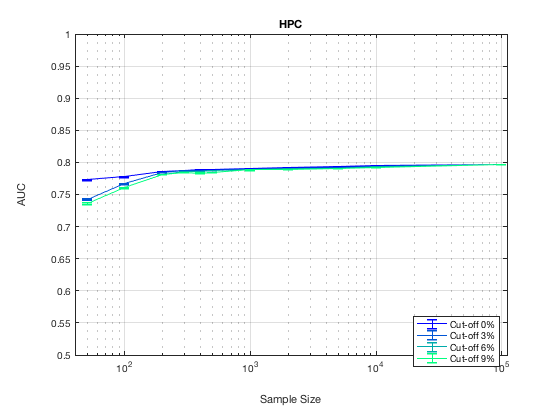 HPC
1
0.95
0.9
0.85
0.8
0.75
0.7
0.65
0.6
0.55
0.5
AUC
Cut-off 0%
Cut-off 3%
Cut-off 6%
Cut-off 9%
10² 10³ 10⁴ 10⁵
Sample Size